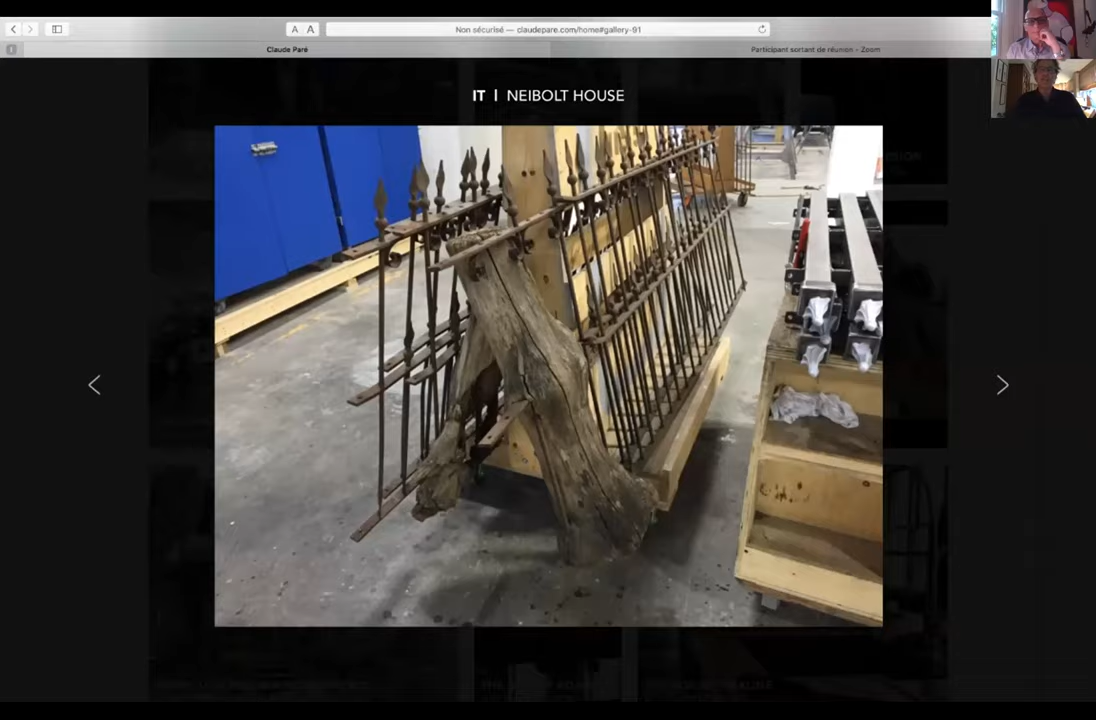 A A
Non sécurisé — claudepare.com/home#gallery-91
Claude Paré
Participant sortant de réunion - Zoom
IT | NEIBOLT HOUSE